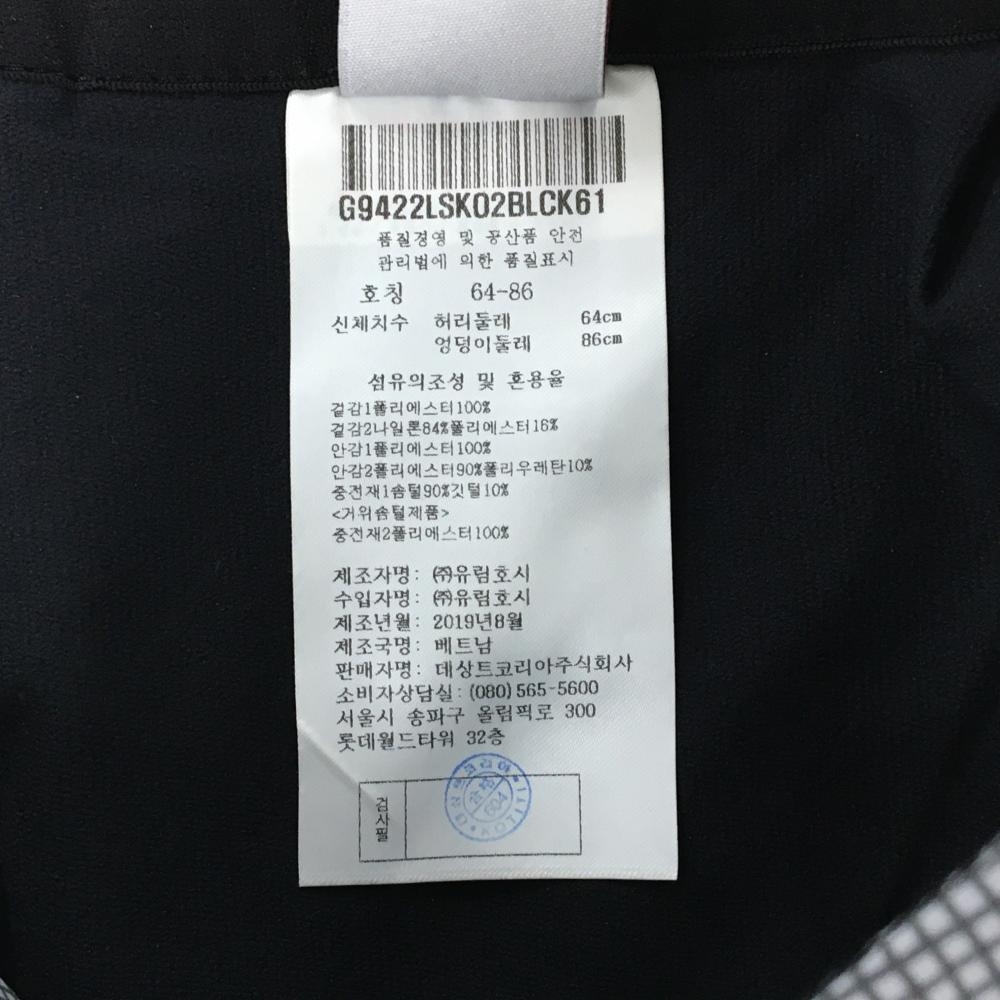 G9422LSK02BLCK61
품질경영 및 공산품 안전
관리법에 의한 품질표시
호칭 64-86
신체치수 허리둘레 64cm
엉덩이둘레 86cm
섬유의조성 및 혼용율
겉감1폴리에스터100%
겉감2나일론84%폴리에스터16%
안감1폴리에스터100%
안감2폴리에스터90%폴리우레탄10%
충전재1솜털90%깃털10%
<거위솜털제품>
충전재2폴리에스터100%
제조자명: ㈜유림호시
수입자명: ㈜유림호시
제조년월: 2019년8월
제조국명: 베트남
판매자명: 데상트코리아주식회사
소비자상담실: (080)565-5600
서울시 송파구 올림픽로 300
롯데월드타워 32층
검사필
데상트코리아
KOTITI
604